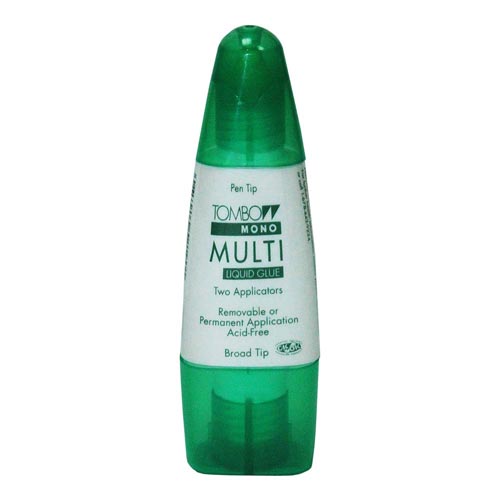 Pen Tip
TOMBOW
MONO
MULTI
LIQUID GLUE
Two Applicators
Removable or
Permanent Application
Acid-Free
Broad Tip